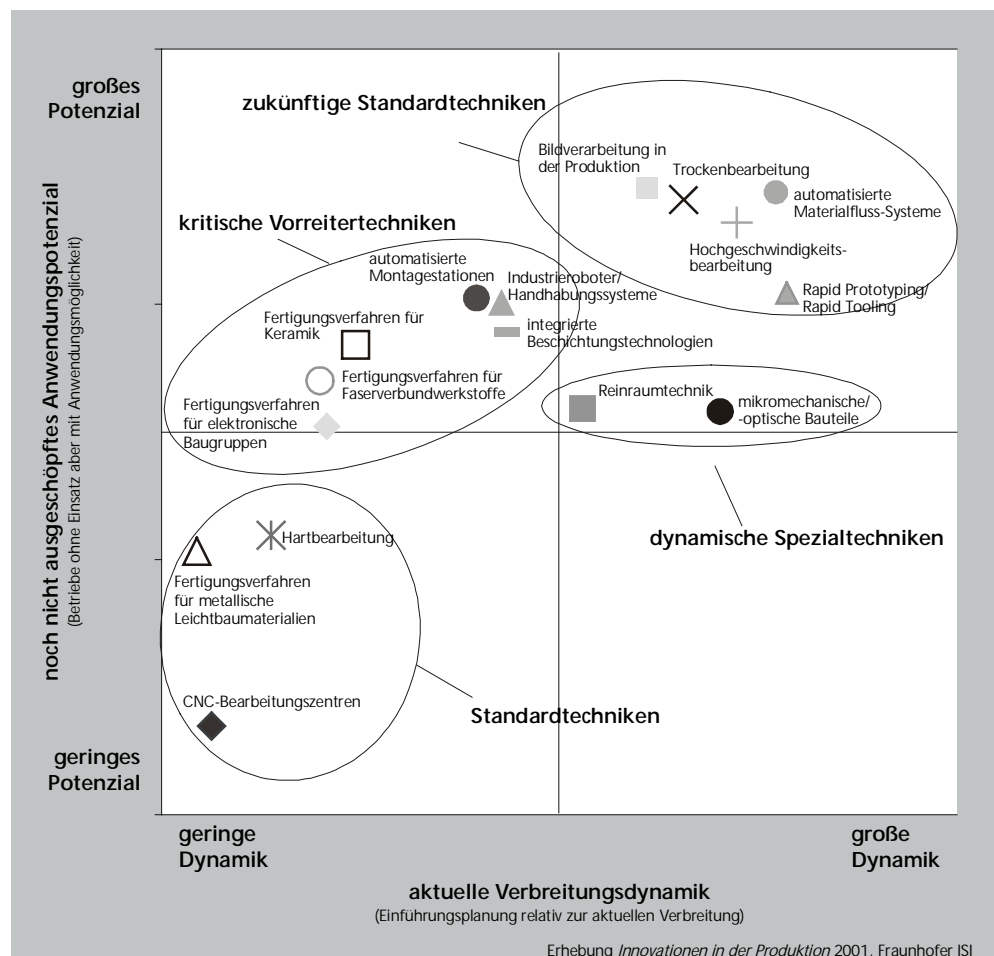 großes
Potenzial
zukünftige Standardtechniken
Bildverarbeitung in
der Produktion
Trockenbearbeitung
automatisierte
Materialfluss-Systeme
Hochgeschwindigkeits-
bearbeitung
Rapid Prototyping/
Rapid Tooling
kritische Vorreitertechniken
automatisierte
Montagestationen
Industrieroboter/
Handhabungssysteme
integrierte
Beschichtungstechnologien
Fertigungsverfahren für
Keramik
Fertigungsverfahren für
Faserverbundwerkstoffe
Fertigungsverfahren
für elektronische
Baugruppen
Reinraumtechnik
mikromechanische/
-optische Bauteile
dynamische Spezialtechniken
Hartbearbeitung
Fertigungsverfahren
für metallische
Leichtbaumaterialien
CNC-Bearbeitungszentren
Standardtechniken
noch nicht ausgeschöpftes Anwendungspotenzial
(Betriebe ohne Einsatz aber mit Anwendungsmöglichkeit)
geringes
Potenzial
geringe
Dynamik
große
Dynamik
aktuelle Verbreitungsdynamik
(Einführungsplanung relativ zur aktuellen Verbreitung)
Erhebung Innovationen in der Produktion 2001, Fraunhofer ISI